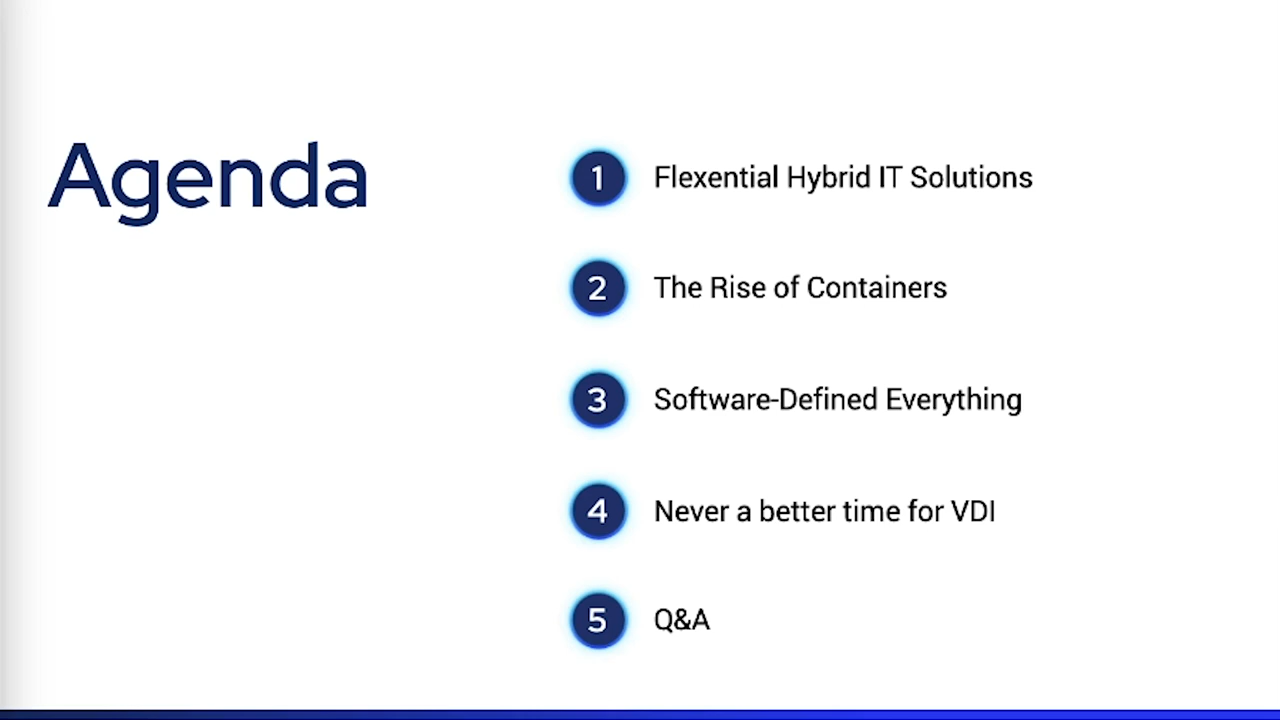 Agenda
1 Flexential Hybrid IT Solutions
2 The Rise of Containers
3 Software-Defined Everything
4 Never a better time for VDI
5 Q&A